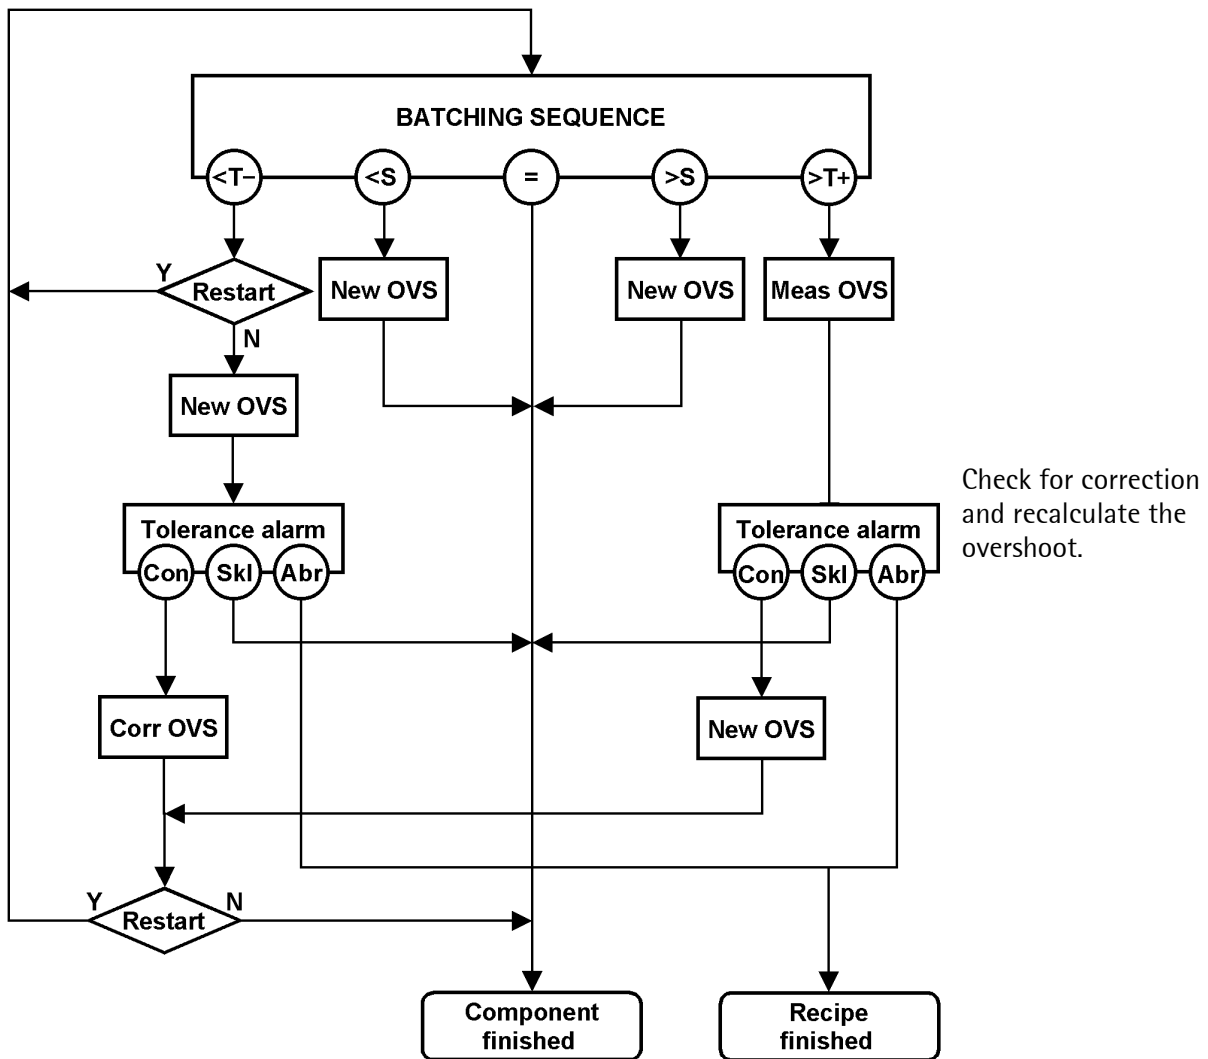 BATCHING SEQUENCE
<T–
<S
=
>S
>T+
Y
Restart
New OVS
New OVS
Meas OVS
N
New OVS
Check for correction
and recalculate the
overshoot.
Tolerance alarm
Tolerance alarm
Con
Skl
Abr
Con
Skl
Abr
Corr OVS
New OVS
Y
N
Restart
Component
finished
Recipe
finished